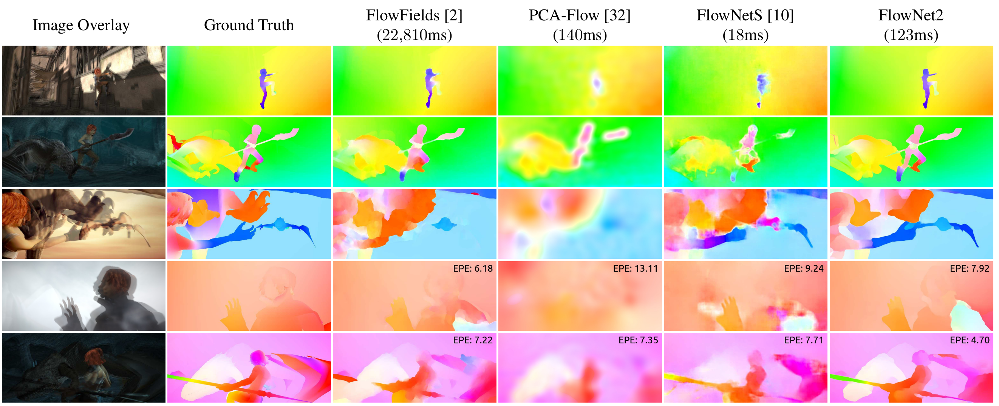 Image Overlay
Ground Truth
FlowFields [2]
(22,810ms)
PCA-Flow [32]
(140ms)
FlowNetS [10]
(18ms)
FlowNet2
(123ms)
EPE: 6.18
EPE: 13.11
EPE: 9.24
EPE: 7.92
EPE: 7.22
EPE: 7.35
EPE: 7.71
EPE: 4.70